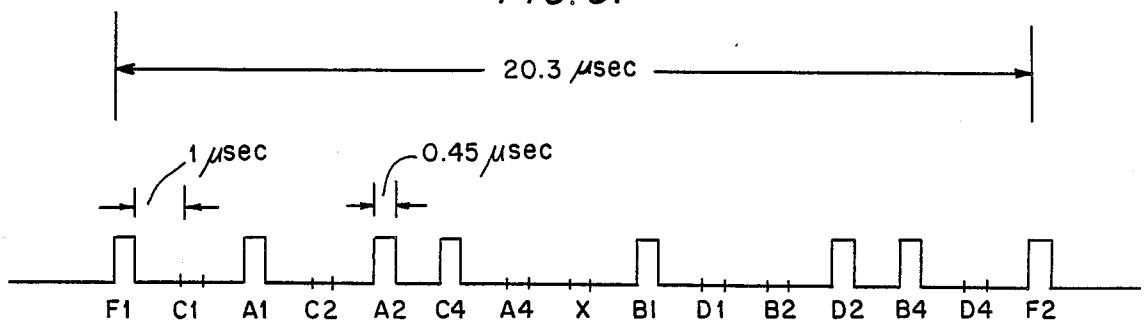 20.3 µsec
1 µsec
0.45 µsec
F1 C1 A1 C2 A2 C4 A4 X B1 D1 B2 D2 B4 D4 F2